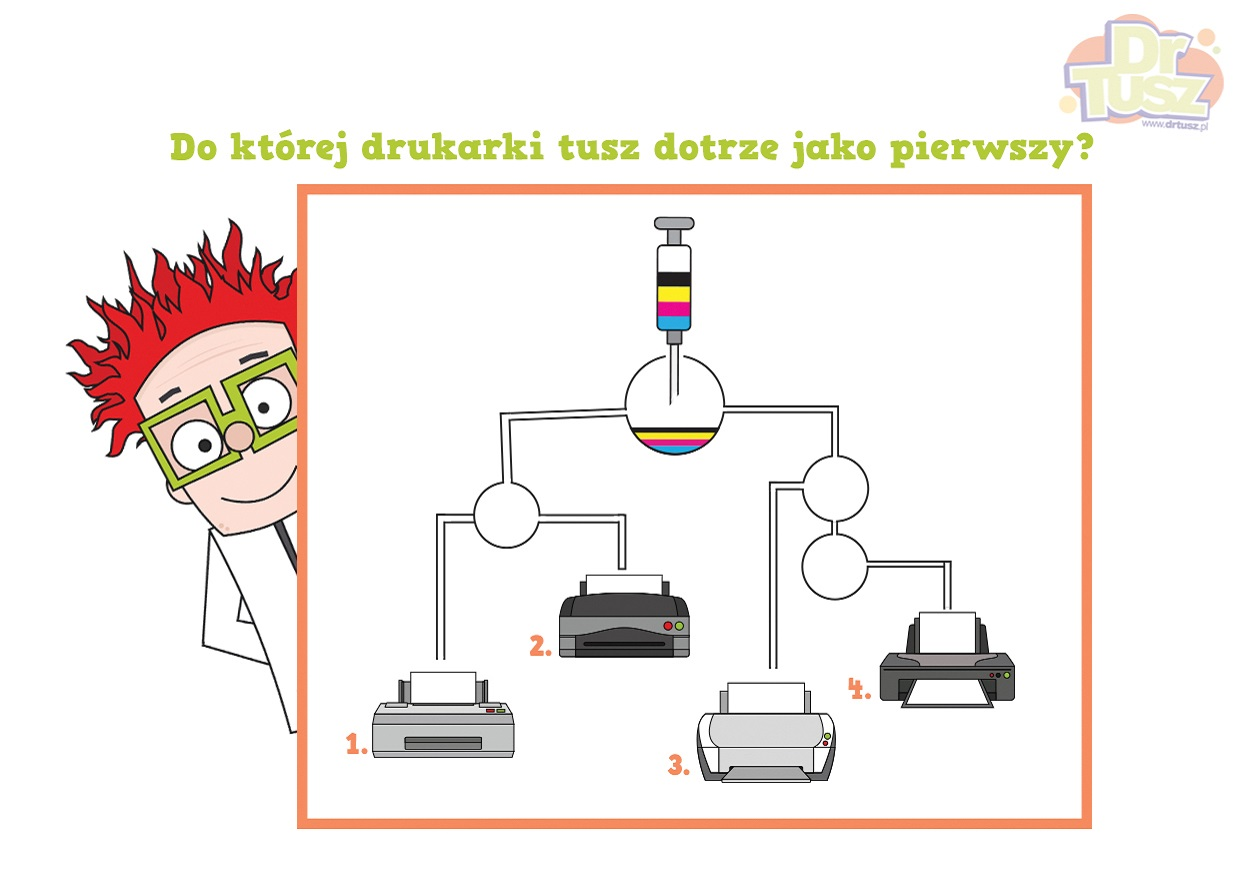 Dr
Tusz
www.drtusz.pl
Do której drukarki tusz dotrze jako pierwszy?
2.
4.
1.
3.